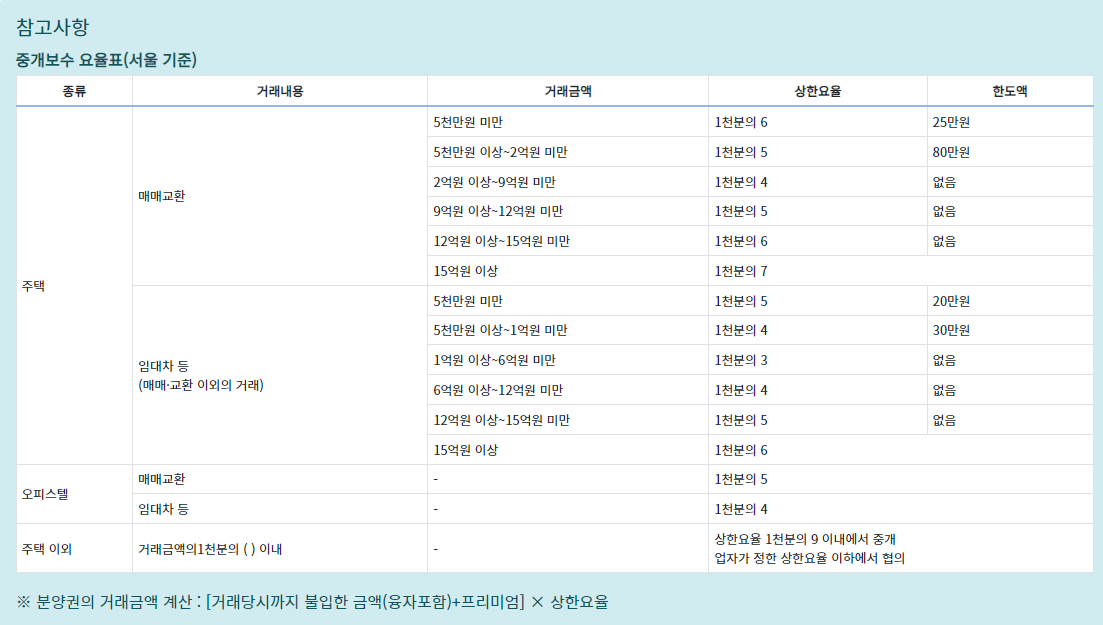 참고사항
중개보수 요율표(서울 기준)
종류 거래내용 거래금액 상한요율 한도액
주택 매매교환 5천만원 미만 1천분의 6 25만원
5천만원 이상~2억원 미만 1천분의 5 80만원
2억원 이상~9억원 미만 1천분의 4 없음
9억원 이상~12억원 미만 1천분의 5 없음
12억원 이상~15억원 미만 1천분의 6 없음
15억원 이상 1천분의 7
임대차 등
(매매·교환 이외의 거래)
5천만원 미만 1천분의 5 20만원
5천만원 이상~1억원 미만 1천분의 4 30만원
1억원 이상~6억원 미만 1천분의 3 없음
6억원 이상~12억원 미만 1천분의 4 없음
12억원 이상~15억원 미만 1천분의 5 없음
15억원 이상 1천분의 6
오피스텔 매매교환 - 1천분의 5
임대차 등 - 1천분의 4
주택 이외 거래금액의1천분의 ( ) 이내 - 상한요율 1천분의 9 이내에서 중개
업자가 정한 상한요율 이하에서 협의
※ 분양권의 거래금액 계산 : [거래당시까지 불입한 금액(융자포함)+프리미엄] × 상한요율